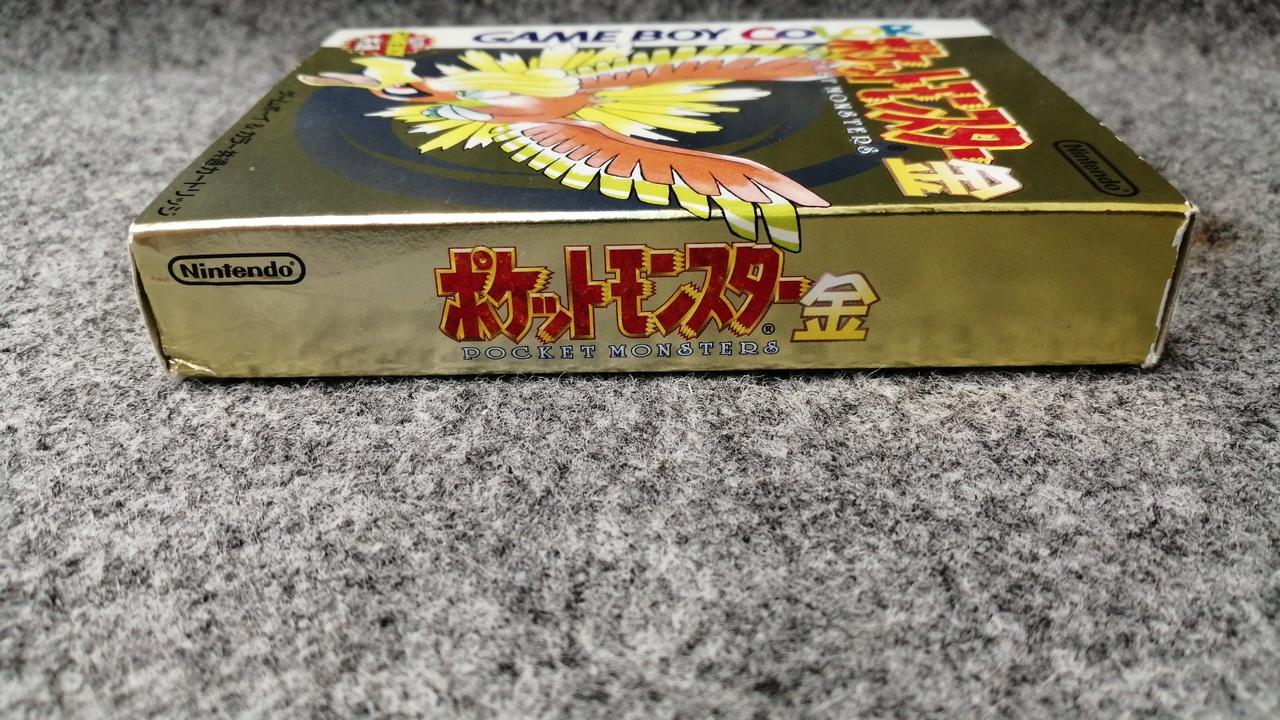 GAME BOY COLOR
ポケットモンスター
金
MONSTERS
®
Nintendo®
Nintendo®
ポケットモンスター金
®
POCKET MONSTERS